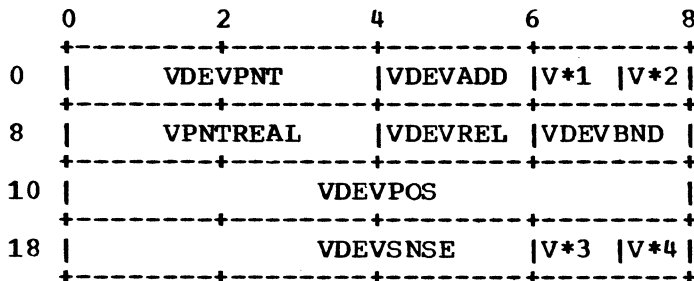 0 2 4 6 8
0 | VDEVPNT |VDEVADD |V*1 |V*2|
8 | VPNTREAL |VDEVREL |VDEVBND |
10 | VDEVPOS |
18 | VDEVSNSE |V*3 |V*4|